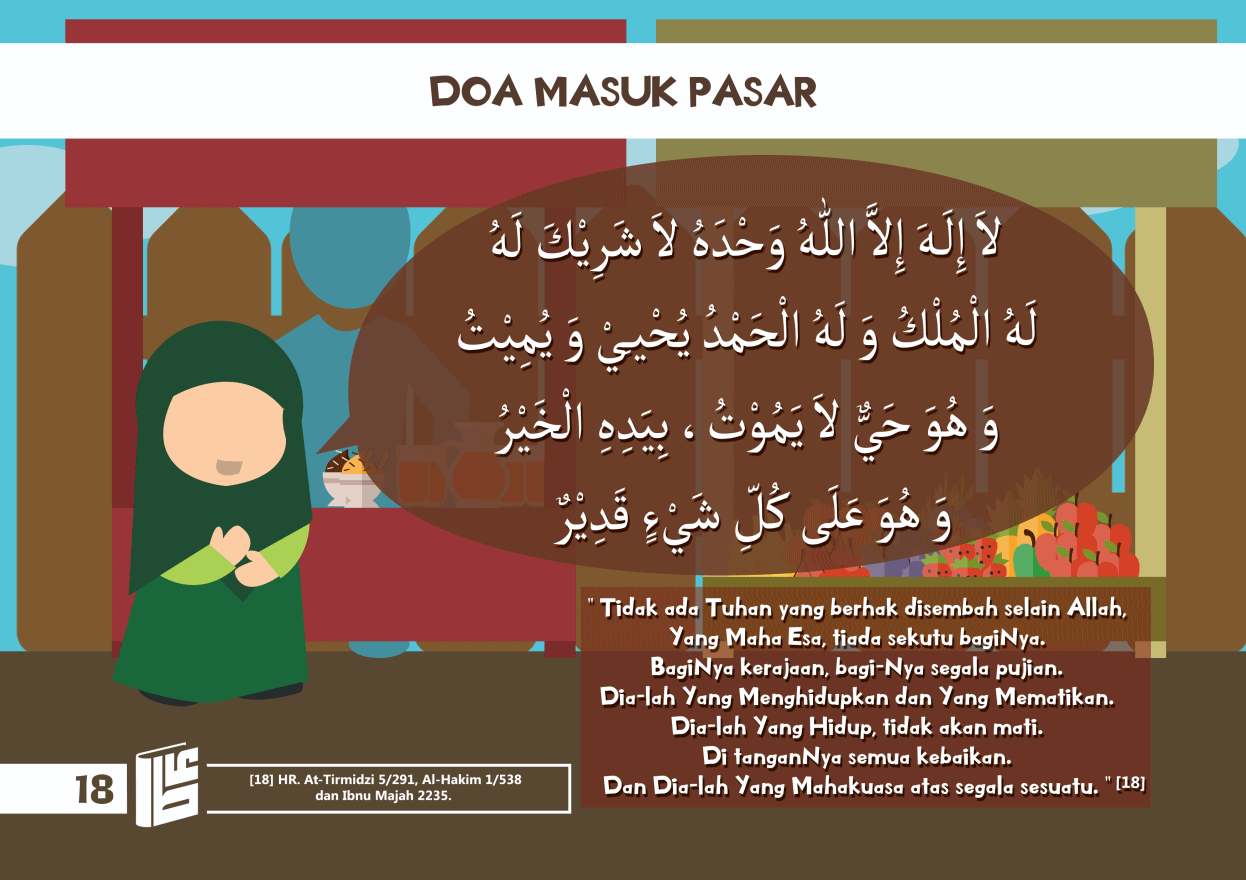 DOA MASUK PASAR
لاَ إِلَهَ إِلاَّ اللهُ وَحْدَهُ لاَ شَرِيْكَ لَهُ
لَهُ الْمُلْكُ وَ لَهُ الْحَمْدُ يُحْيِيْ وَ يُمِيْتُ
وَ هُوَ حَيٌّ لاَ يَمُوْتُ ، بِيَدِهِ الْخَيْرُ
وَ هُوَ عَلَى كُلِّ شَيْءٍ قَدِيْرٌ
" Tidak ada Tuhan yang berhak disembah selain Allah,
Yang Maha Esa, tiada sekutu bagiNya.
BagiNya kerajaan, bagi-Nya segala pujian.
Dia-lah Yang Menghidupkan dan Yang Mematikan.
Dia-lah Yang Hidup, tidak akan mati.
Di tanganNya semua kebaikan.
Dan Dia-lah Yang Mahakuasa atas segala sesuatu. " [18]
18
[18] HR. At-Tirmidzi 5/291, Al-Hakim 1/538
dan Ibnu Majah 2235.